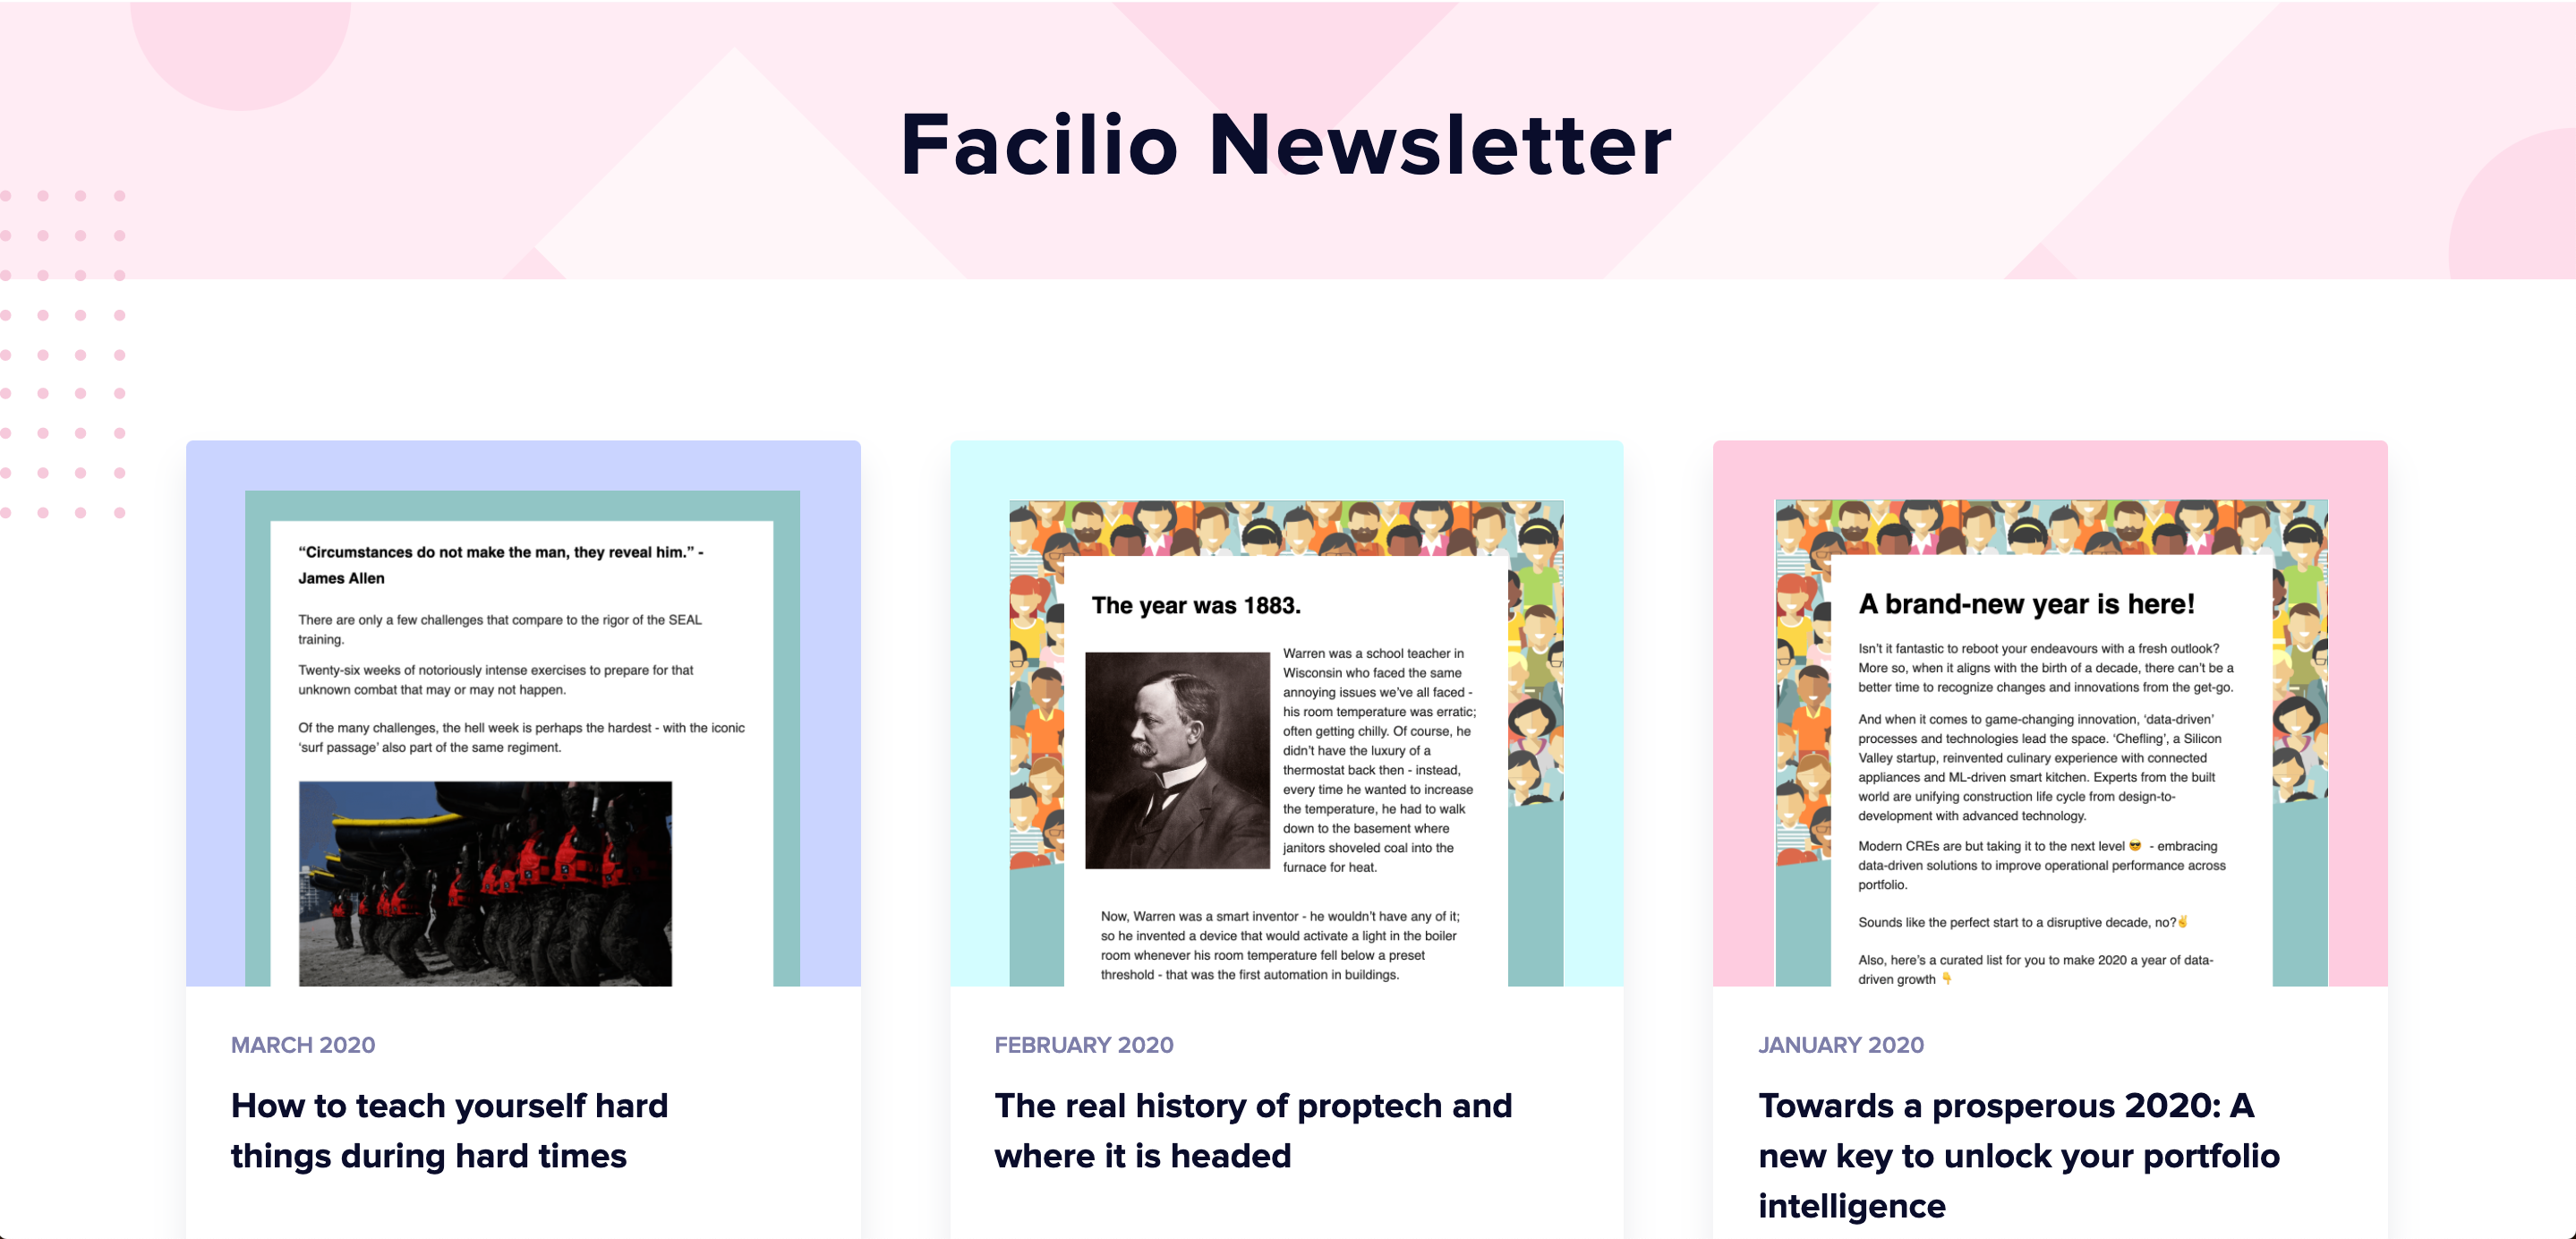 Facilio Newsletter
“Circumstances do not make the man, they reveal him.” -
James Allen
There are only a few challenges that compare to the rigor of the SEAL
training.
Twenty-six weeks of notoriously intense exercises to prepare for that
unknown combat that may or may not happen.
Of the many challenges, the hell week is perhaps the hardest - with the iconic
‘surf passage’ also part of the same regiment.
MARCH 2020
How to teach yourself hard
things during hard times
The year was 1883.
Warren was a school teacher in
Wisconsin who faced the same
annoying issues we’ve all faced -
his room temperature was erratic;
often getting chilly. Of course, he
didn’t have the luxury of a
thermostat back then - instead,
every time he wanted to increase
the temperature, he had to walk
down to the basement where
janitors shoveled coal into the
furnace for heat.
Now, Warren was a smart inventor - he wouldn’t have any of it;
so he invented a device that would activate a light in the boiler
room whenever his room temperature fell below a preset
threshold - that was the first automation in buildings.
FEBRUARY 2020
The real history of proptech and
where it is headed
A brand-new year is here!
Isn’t it fantastic to reboot your endeavours with a fresh outlook?
More so, when it aligns with the birth of a decade, there can’t be a
better time to recognize changes and innovations from the get-go.
And when it comes to game-changing innovation, ‘data-driven’
processes and technologies lead the space. ‘Chefling’, a Silicon
Valley startup, reinvented culinary experience with connected
appliances and ML-driven smart kitchen. Experts from the built
world are unifying construction life cycle from design-to-
development with advanced technology.
Modern CREs are but taking it to the next level 😎 - embracing
data-driven solutions to improve operational performance across
portfolio.
Sounds like the perfect start to a disruptive decade, no?✌️
Also, here’s a curated list for you to make 2020 a year of data-
driven growth 👇
JANUARY 2020
Towards a prosperous 2020: A
new key to unlock your portfolio
intelligence